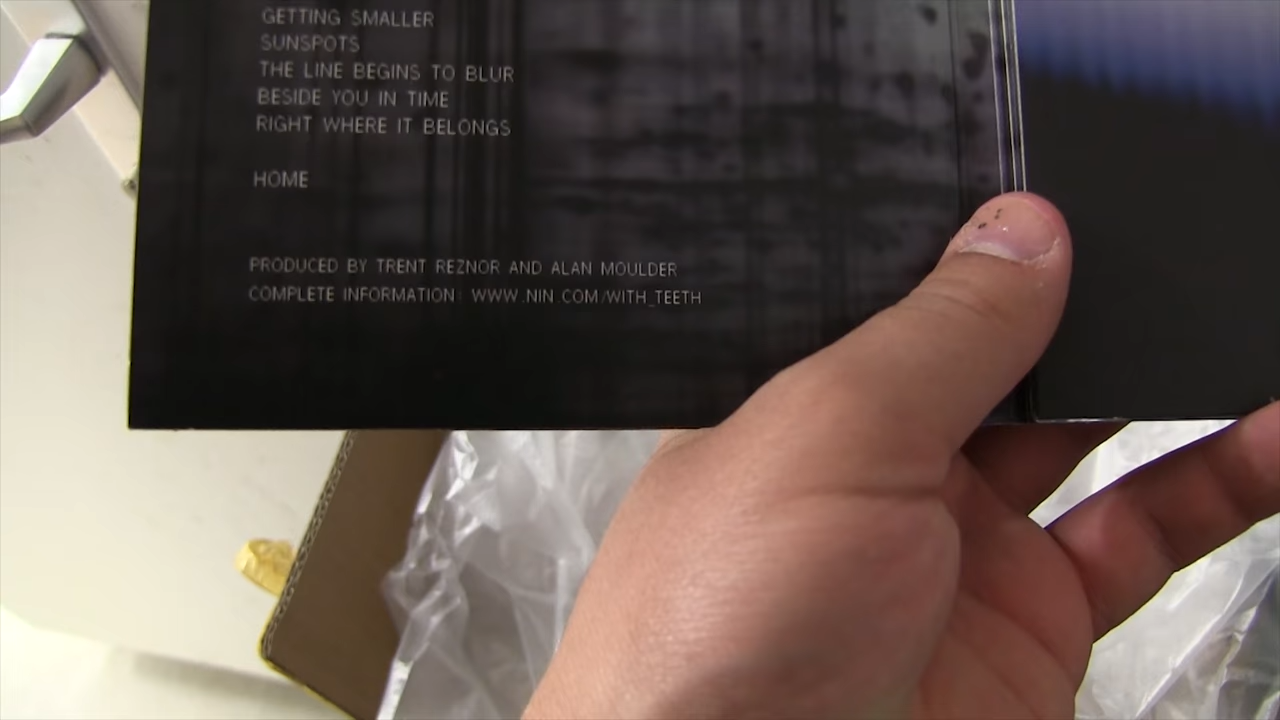 GETTING SMALLER
SUNSPOTS
THE LINE BEGINS TO BLUR
BESIDE YOU IN TIME
RIGHT WHERE IT BELONGS
HOME
PRODUCED BY TRENT REZNOR AND ALAN MOULDER
COMPLETE INFORMATION: WWW.NIN.COM/WITH_TEETH